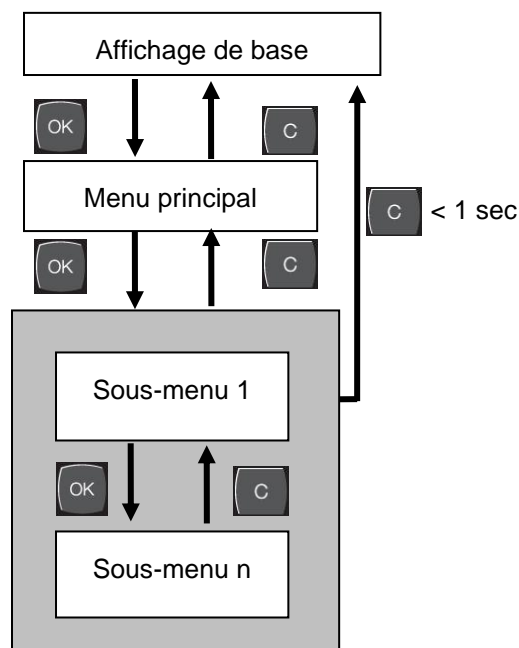 Affichage de base
OK
C
Menu principal
C < 1 sec
OK
C
Sous-menu 1
OK
C
Sous-menu n